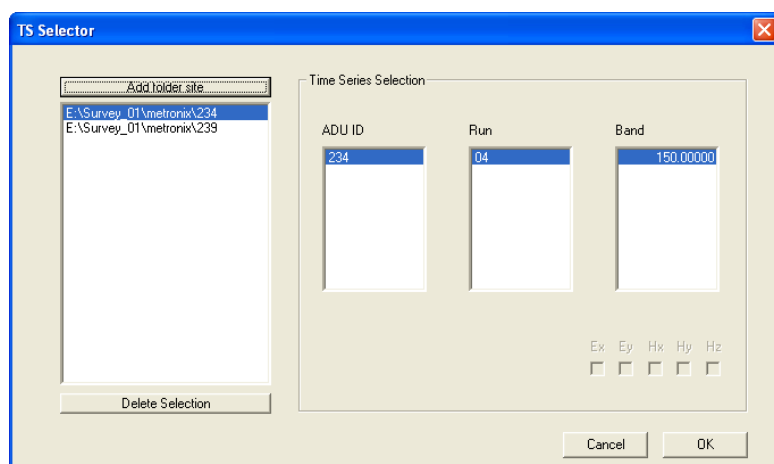 TS Selector
Add folder site
E:\Survey_01\metronix\234
E:\Survey_01\metronix\239
Delete Selection
Time Series Selection
ADU ID Run Band
234 04 150.00000
Ex Ey Hx Hy Hz
Cancel OK